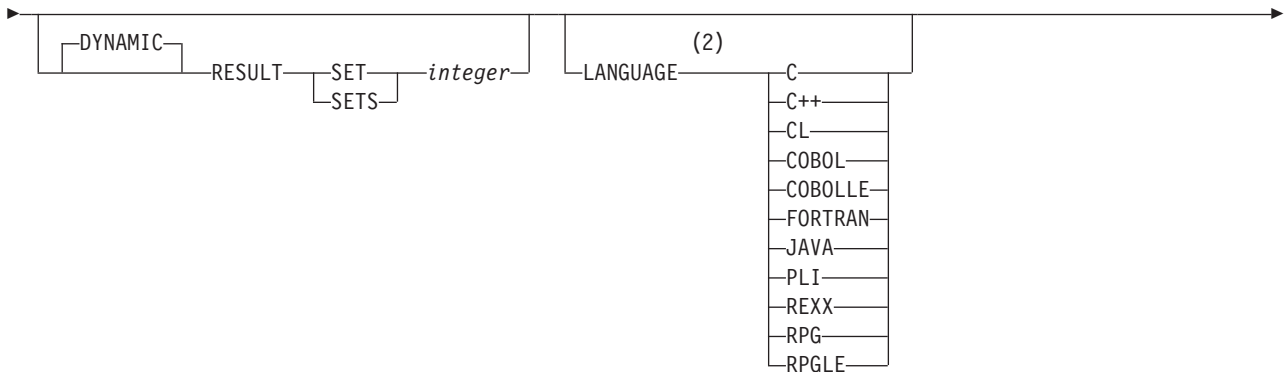 DYNAMIC
(2)
RESULT SET integer LANGUAGE C
SETS C++
CL
COBOL
COBOLLE
FORTRAN
JAVA
PLI
REXX
RPG
RPGLE